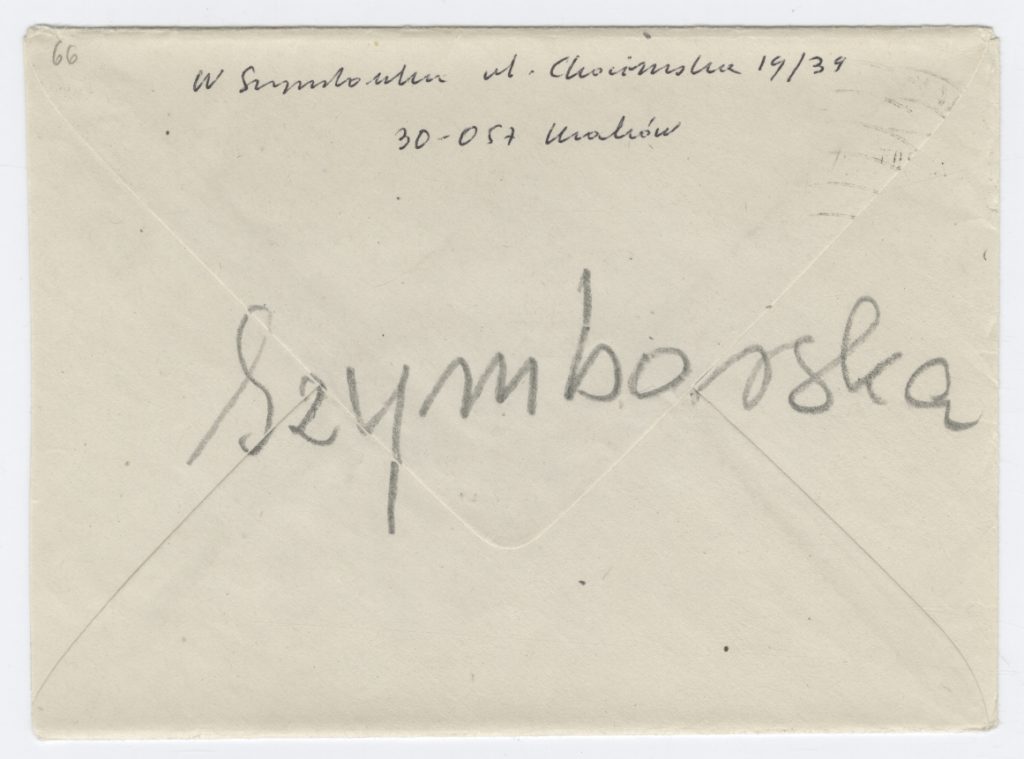 66
W Szymborska ul. Chocimska 19/39
30-057 Kraków
Szymborska